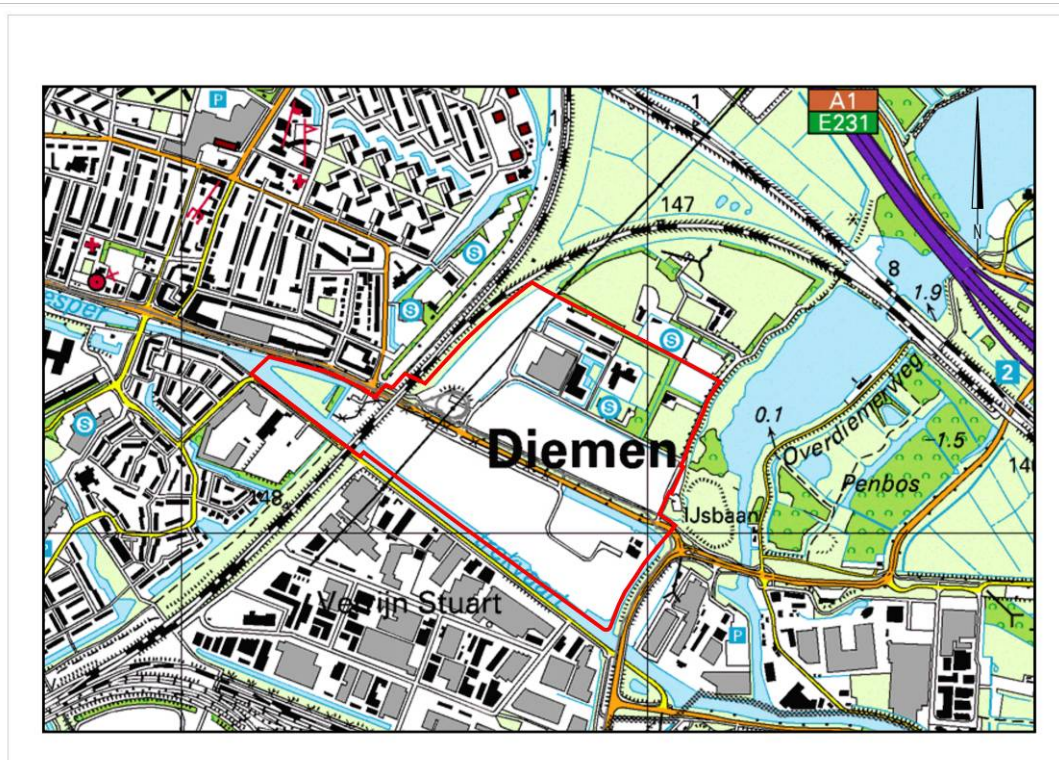 P
A1
E231
1
1
N
147
S
8
1.9
S
S
2
S
S
0.1
Overdiemerweg
-1.5
Diemen
Penbos
148
IJsbaan
Verrijn Stuart
P